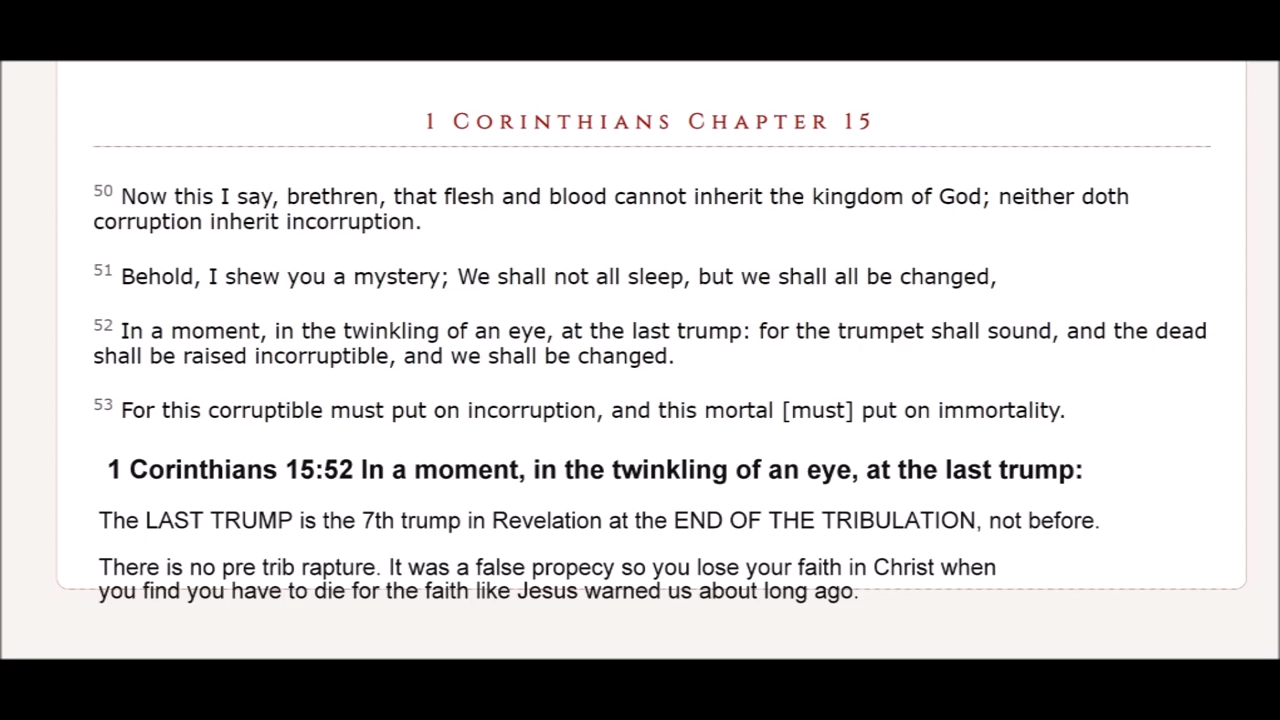 1 Corinthians Chapter 15
50 Now this I say, brethren, that flesh and blood cannot inherit the kingdom of God; neither doth
corruption inherit incorruption.
51 Behold, I shew you a mystery; We shall not all sleep, but we shall all be changed,
52 In a moment, in the twinkling of an eye, at the last trump: for the trumpet shall sound, and the dead
shall be raised incorruptible, and we shall be changed.
53 For this corruptible must put on incorruption, and this mortal [must] put on immortality.
1 Corinthians 15:52 In a moment, in the twinkling of an eye, at the last trump:
The LAST TRUMP is the 7th trump in Revelation at the END OF THE TRIBULATION, not before.
There is no pre trib rapture. It was a false propecy so you lose your faith in Christ when
you find you have to die for the faith like Jesus warned us about long ago.